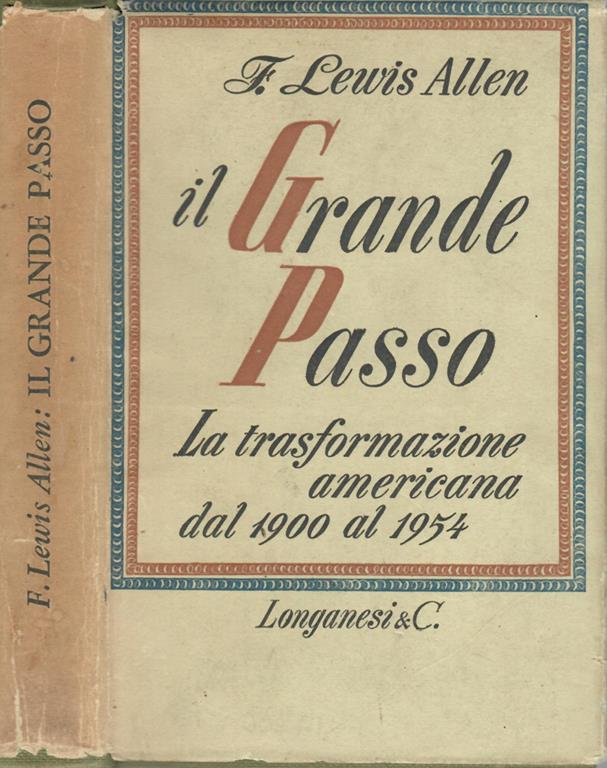 F. Lewis Allen: IL GRANDE PASSO
F. Lewis Allen
il Grande
Passo
La trasformazione
americana
dal 1900 al 1954
Longanesi & C.